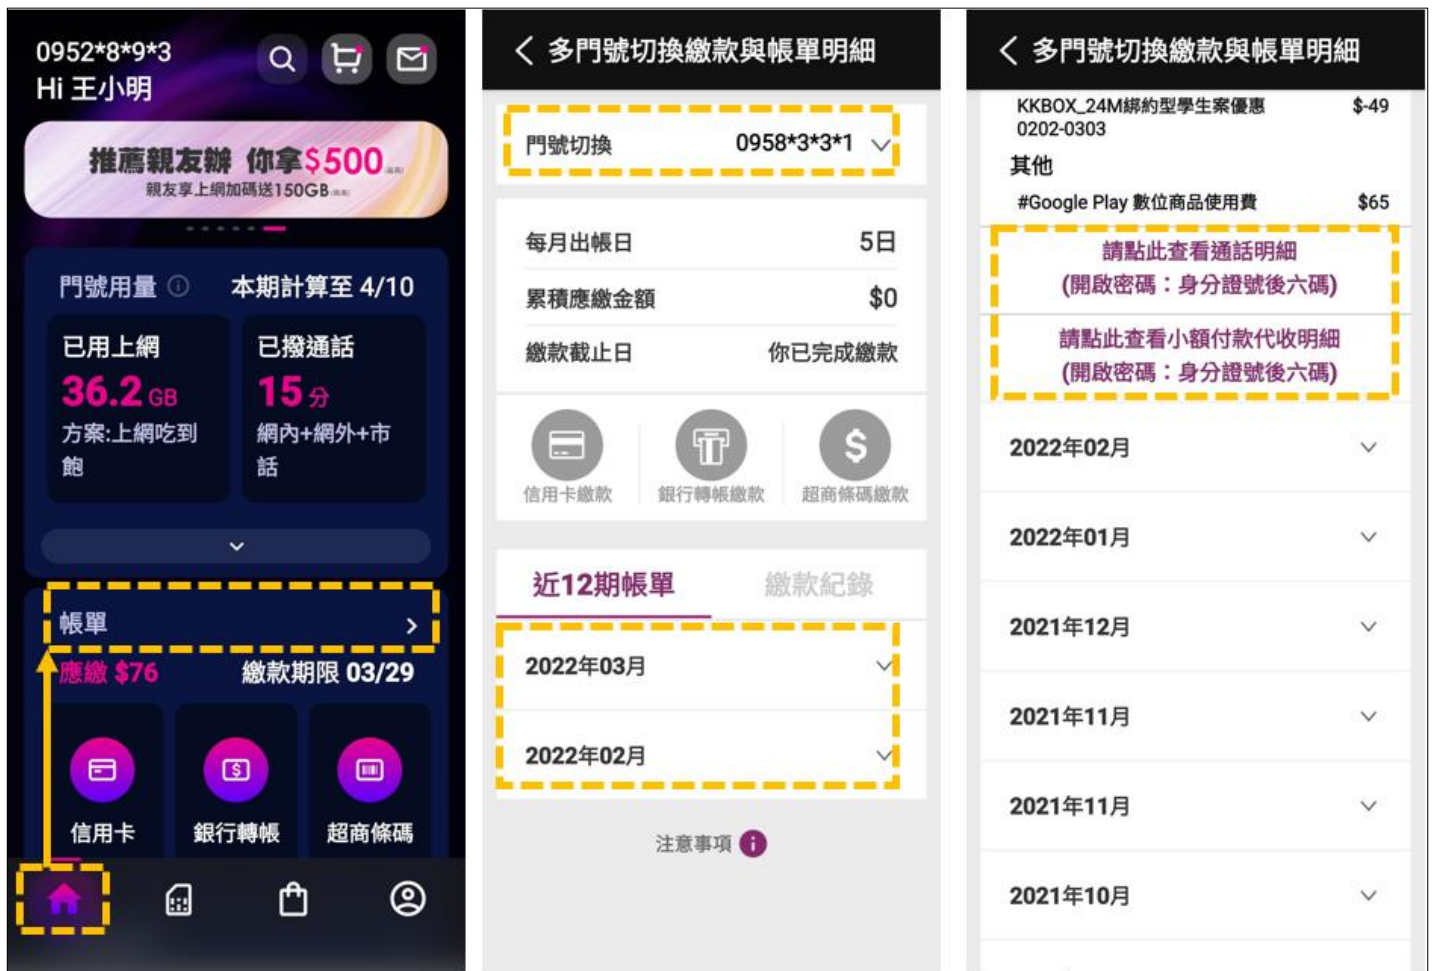 0952*8*9*3
Hi 王小明
推薦親友辦 你拿$500
親友享上網加碼送150GB
門號用量
本期計算至 4/10
已用上網
36.2 GB
方案:上網吃到
飽
已撥通話
15 分
網內+網外+市
話
帳單
應繳 $76
繳款期限 03/29
信用卡
銀行轉帳
超商條碼
多門號切換繳款與帳單明細
門號切換
0958*3*3*1
每月出帳日
5日
累積應繳金額
$0
繳款截止日
你已完成繳款
信用卡繳款
銀行轉帳繳款
超商條碼繳款
近12期帳單
繳款紀錄
2022年03月
2022年02月
注意事項
多門號切換繳款與帳單明細
KKBOX_24M綁約型學生案優惠
$-49
0202-0303
其他
#Google Play 數位商品使用費
$65
請點此查看通話明細
(開啟密碼：身分證號後六碼)
請點此查看小額付款代收明細
(開啟密碼：身分證號後六碼)
2022年02月
2022年01月
2021年12月
2021年11月
2021年11月
2021年10月